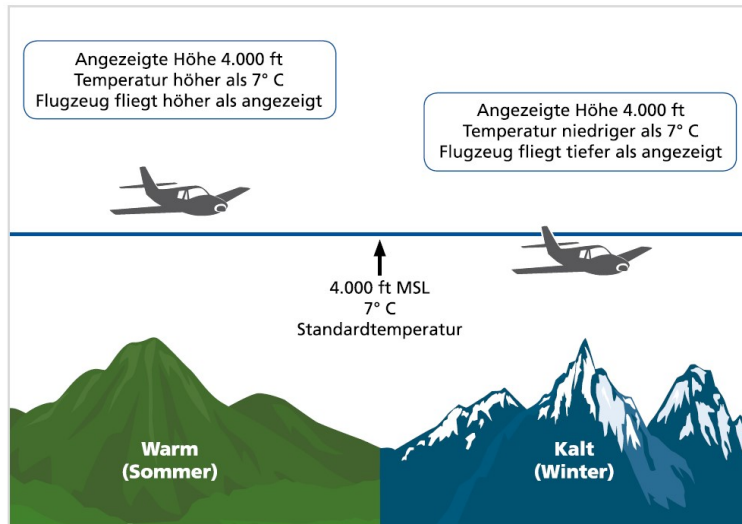 Angezeigte Höhe 4.000 ft
Temperatur höher als 7° C
Flugzeug fliegt höher als angezeigt
Angezeigte Höhe 4.000 ft
Temperatur niedriger als 7° C
Flugzeug fliegt tiefer als angezeigt
4.000 ft MSL
7° C
Standardtemperatur
Warm
(Sommer)
Kalt
(Winter)